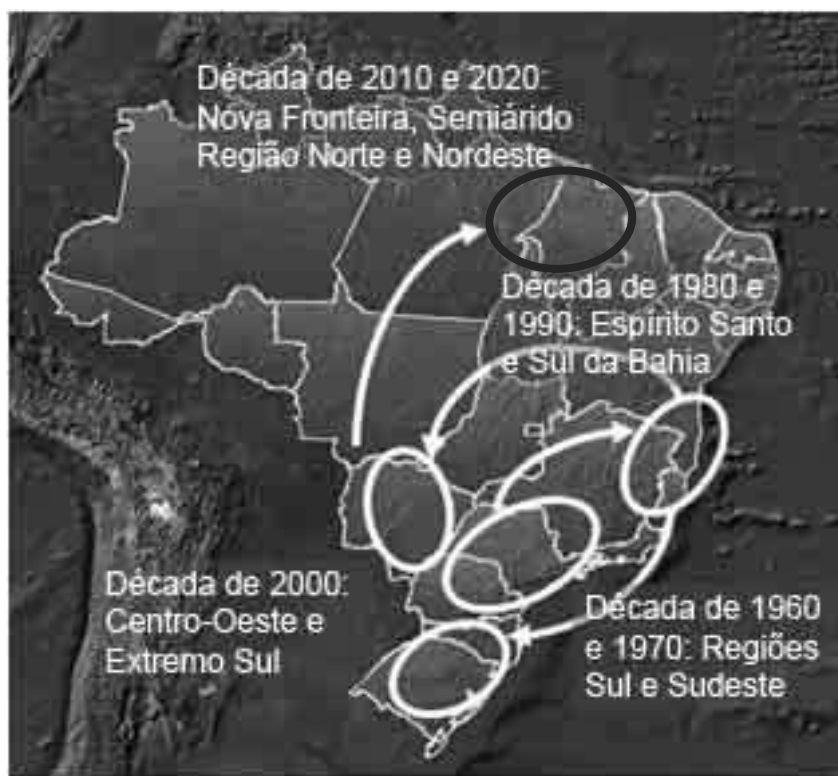 Década de 2010 e 2020:
Nova Fronteira, Semiárido
Região Norte e Nordeste
Década de 1980 e
1990: Espírito Santo
e Sul da Bahia
Década de 2000:
Centro-Oeste e
Extremo Sul
Década de 1960
e 1970: Regiões
Sul e Sudeste